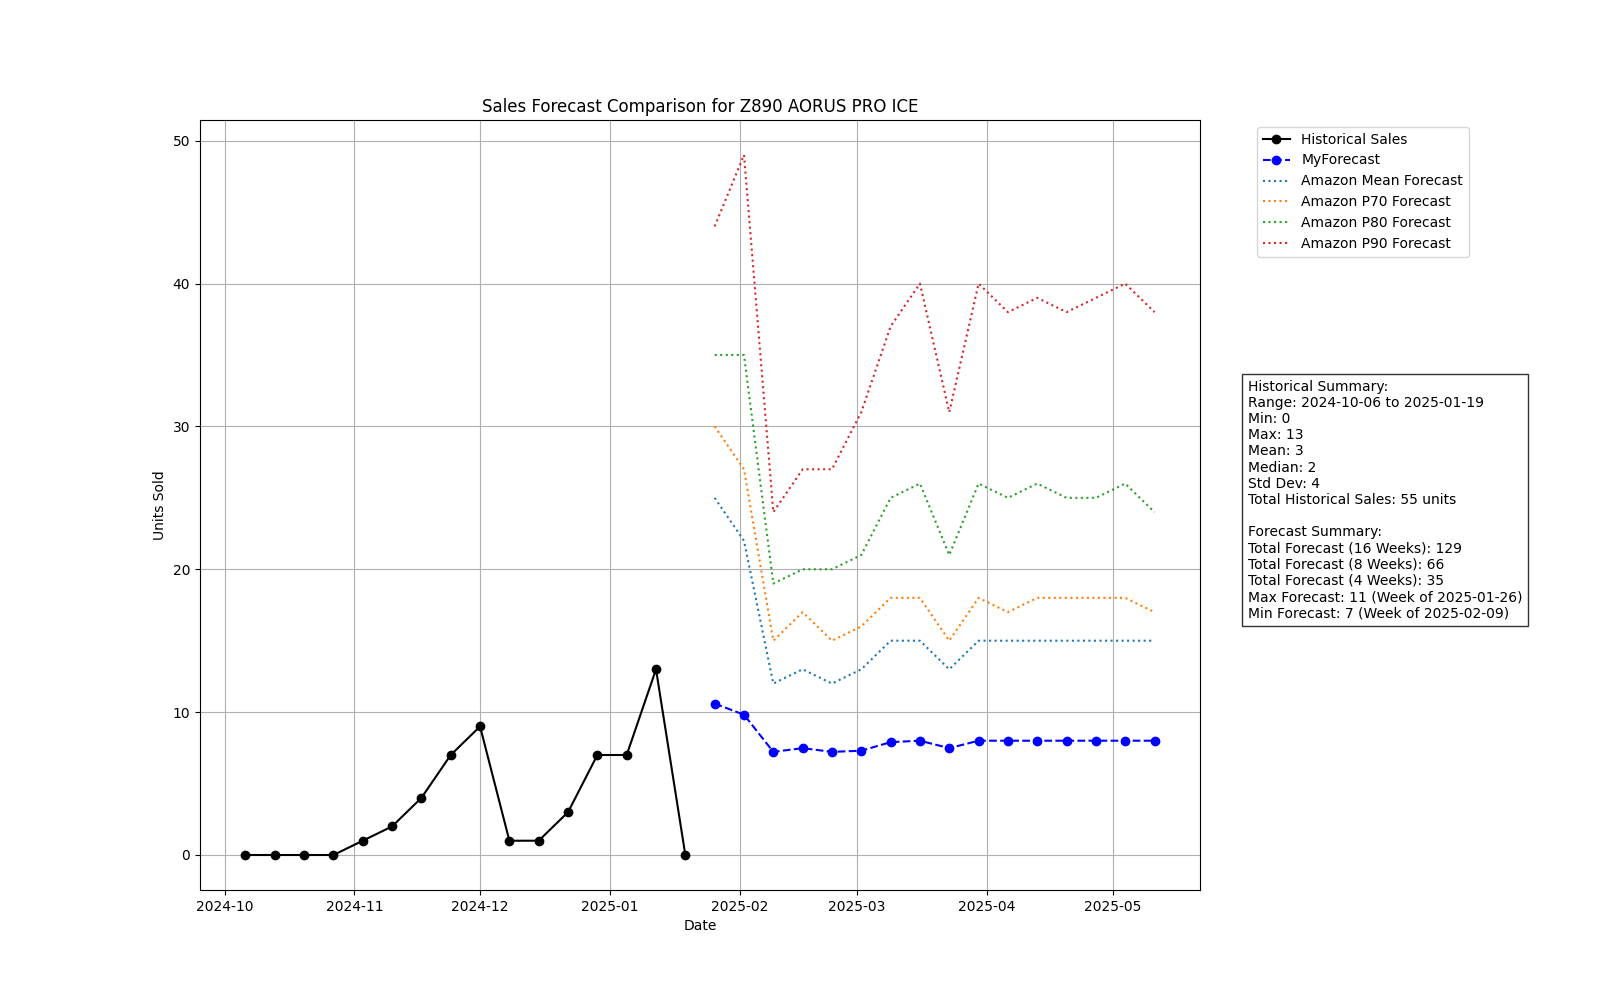 Sales Forecast Comparison for Z890 AORUS PRO ICE
50
40
30
20
10
0
Units Sold
2024-10
2024-11
2024-12
2025-01
2025-02
2025-03
2025-04
2025-05
Date
Historical Sales
MyForecast
Amazon Mean Forecast
Amazon P70 Forecast
Amazon P80 Forecast
Amazon P90 Forecast
Historical Summary:
Range: 2024-10-06 to 2025-01-19
Min: 0
Max: 13
Mean: 3
Median: 2
Std Dev: 4
Total Historical Sales: 55 units
Forecast Summary:
Total Forecast (16 Weeks): 129
Total Forecast (8 Weeks): 66
Total Forecast (4 Weeks): 35
Max Forecast: 11 (Week of 2025-01-26)
Min Forecast: 7 (Week of 2025-02-09)